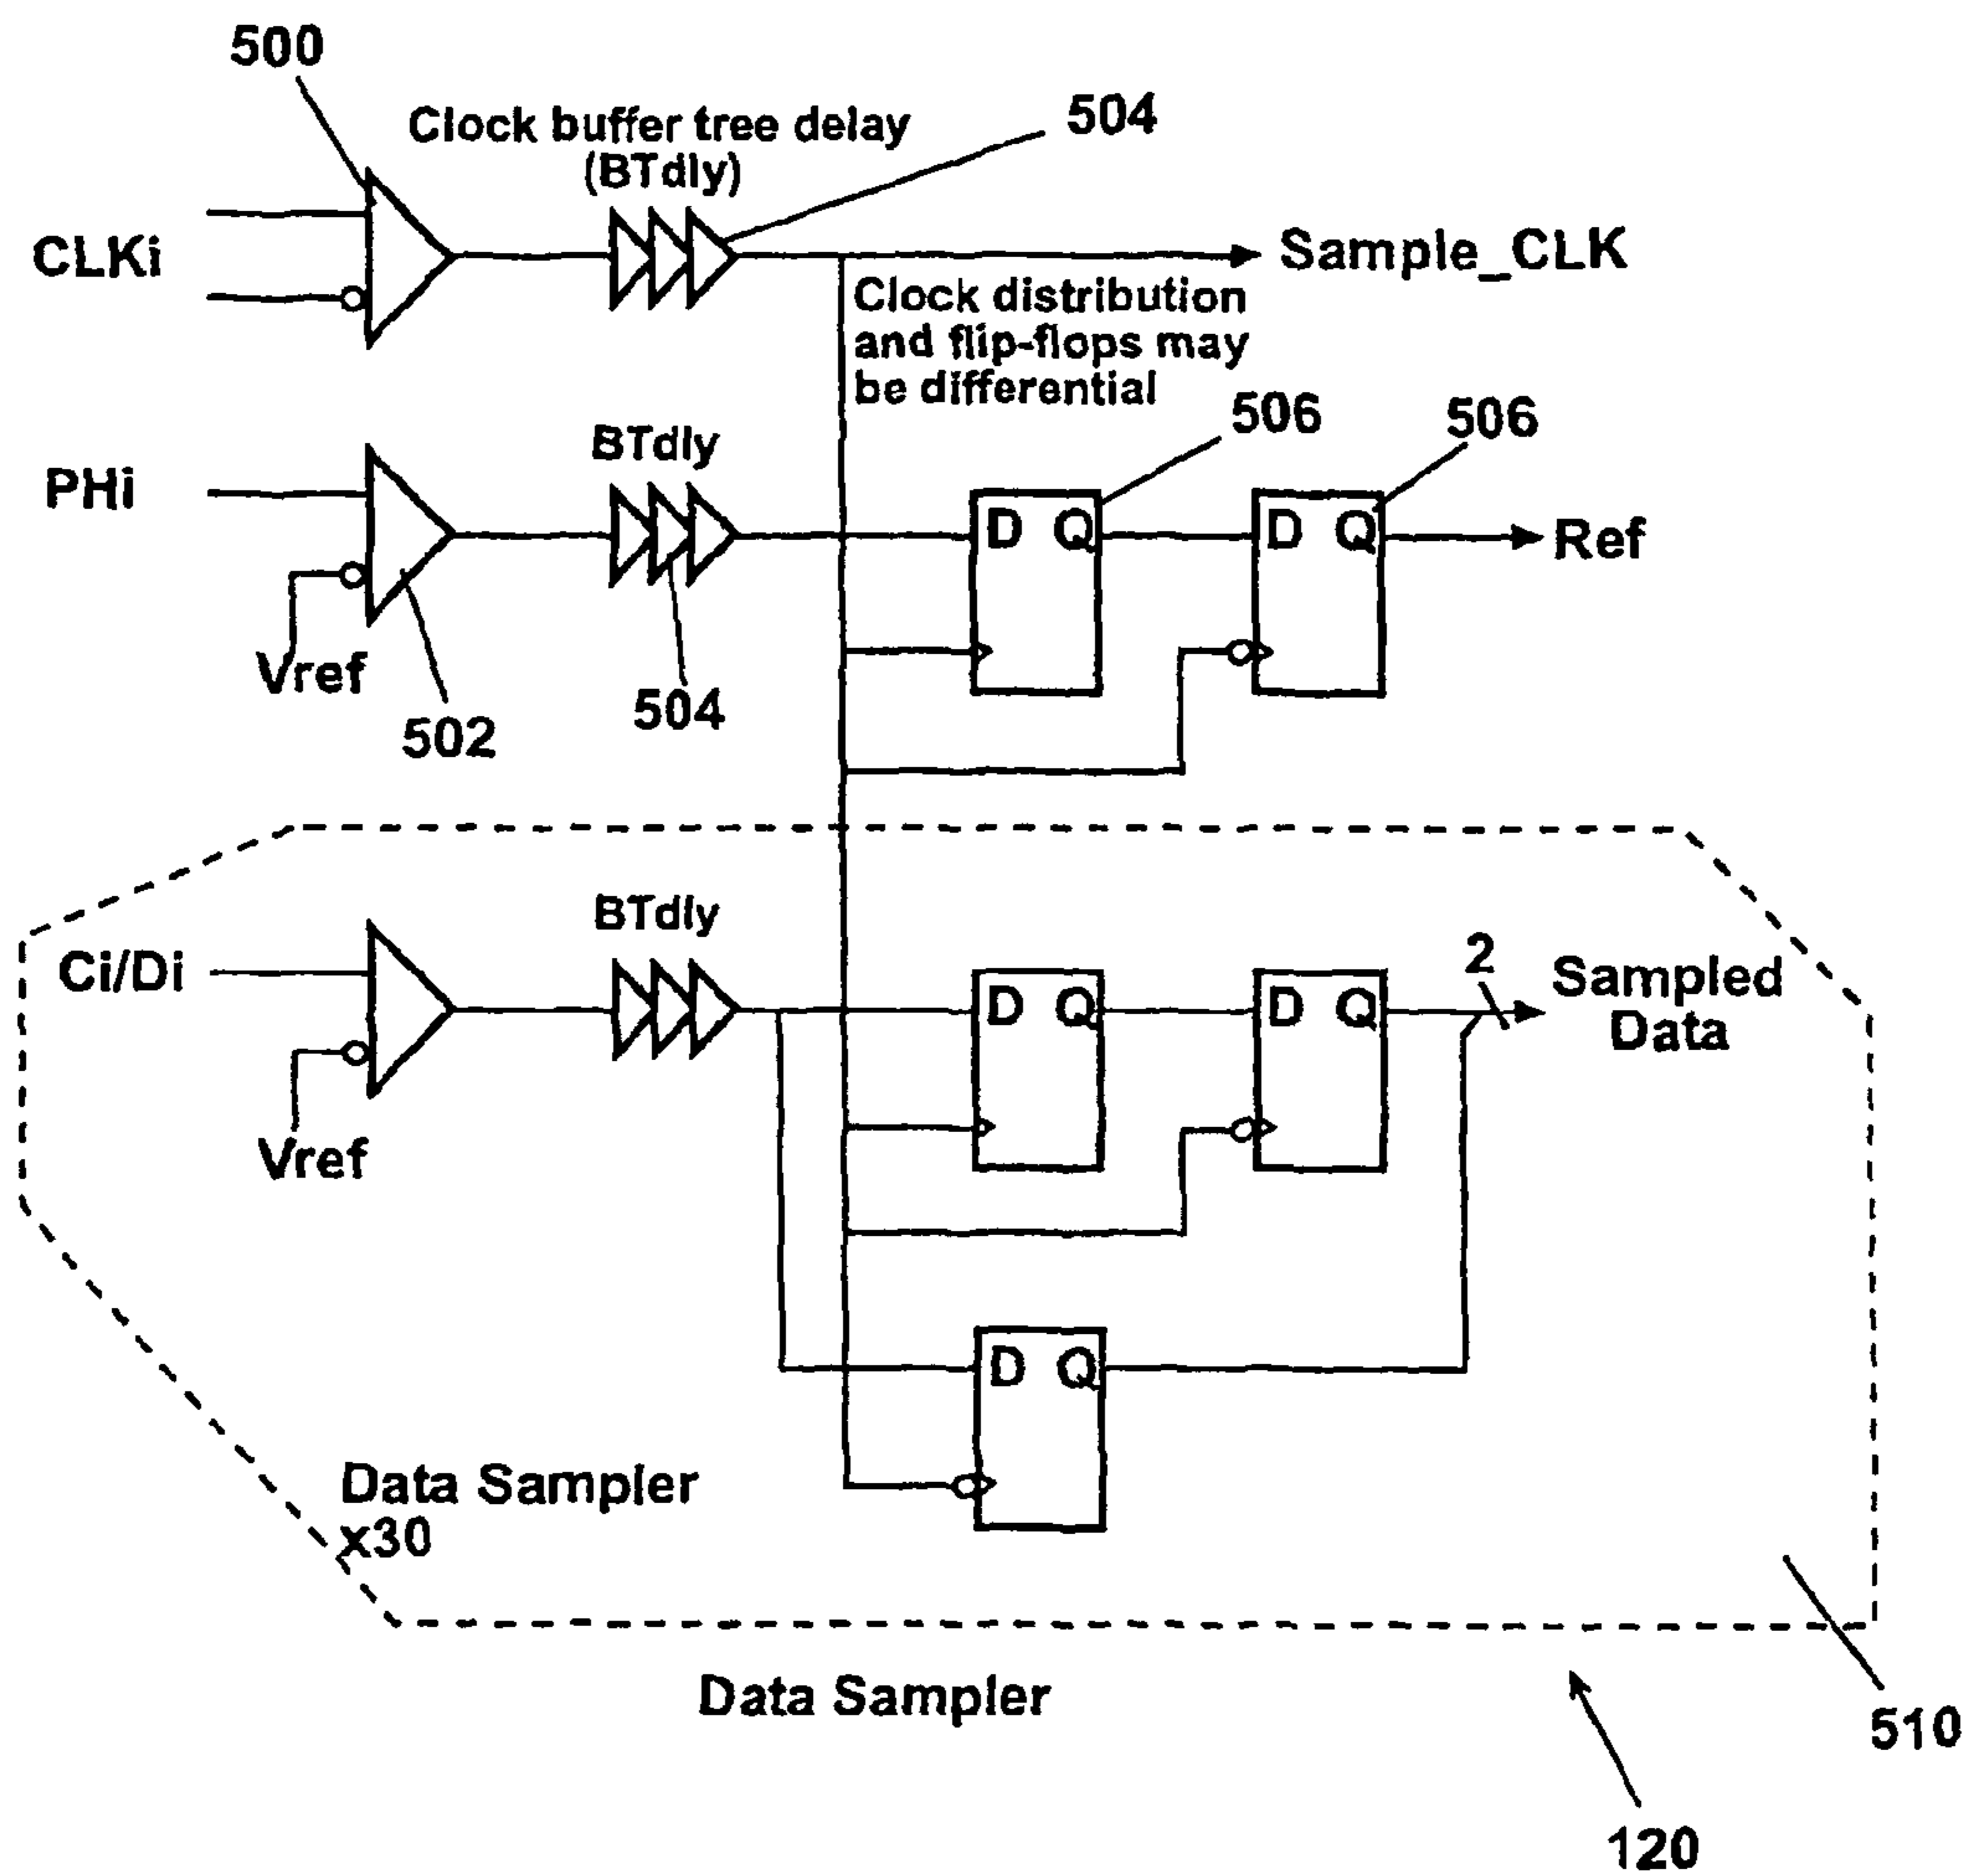 500
Clock buffer tree delay
(BTdly)
504
CLKi
Sample_CLK
Clock distribution
and flip-flops may
be differential
506
506
BTdly
PHi
D Q
D Q
Ref
Vref
502
504
BTdly
Ci/Di
2
Sampled
Data
D Q
D Q
Vref
D Q
Data Sampler
x30
Data Sampler
510
120